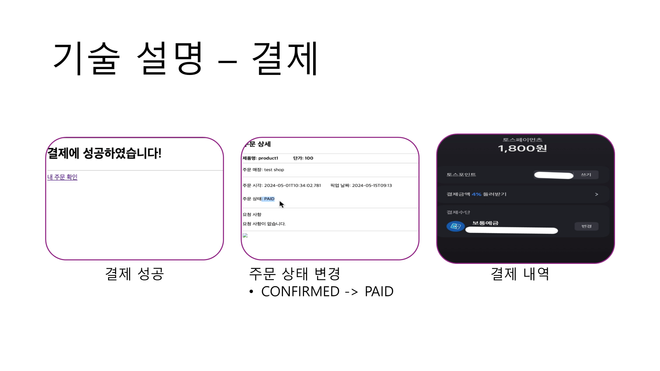 기술 설명 – 결제
결제에 성공하였습니다!
내 주문 확인
결제 성공
주문 상세
제품명: product1 단가: 100
주문 매장: test shop
주문 시각: 2024-05-01T10:34:02.781 픽업 날짜: 2024-05-15T09:13
주문 상태: PAID
요청 사항
요청 사항이 없습니다.
주문 상태 변경
• CONFIRMED -> PAID
토스페이먼츠
1,800원
토스포인트
쓰기
결제금액 4% 돌려받기 >
결제수단
보통예금
변경
결제 내역